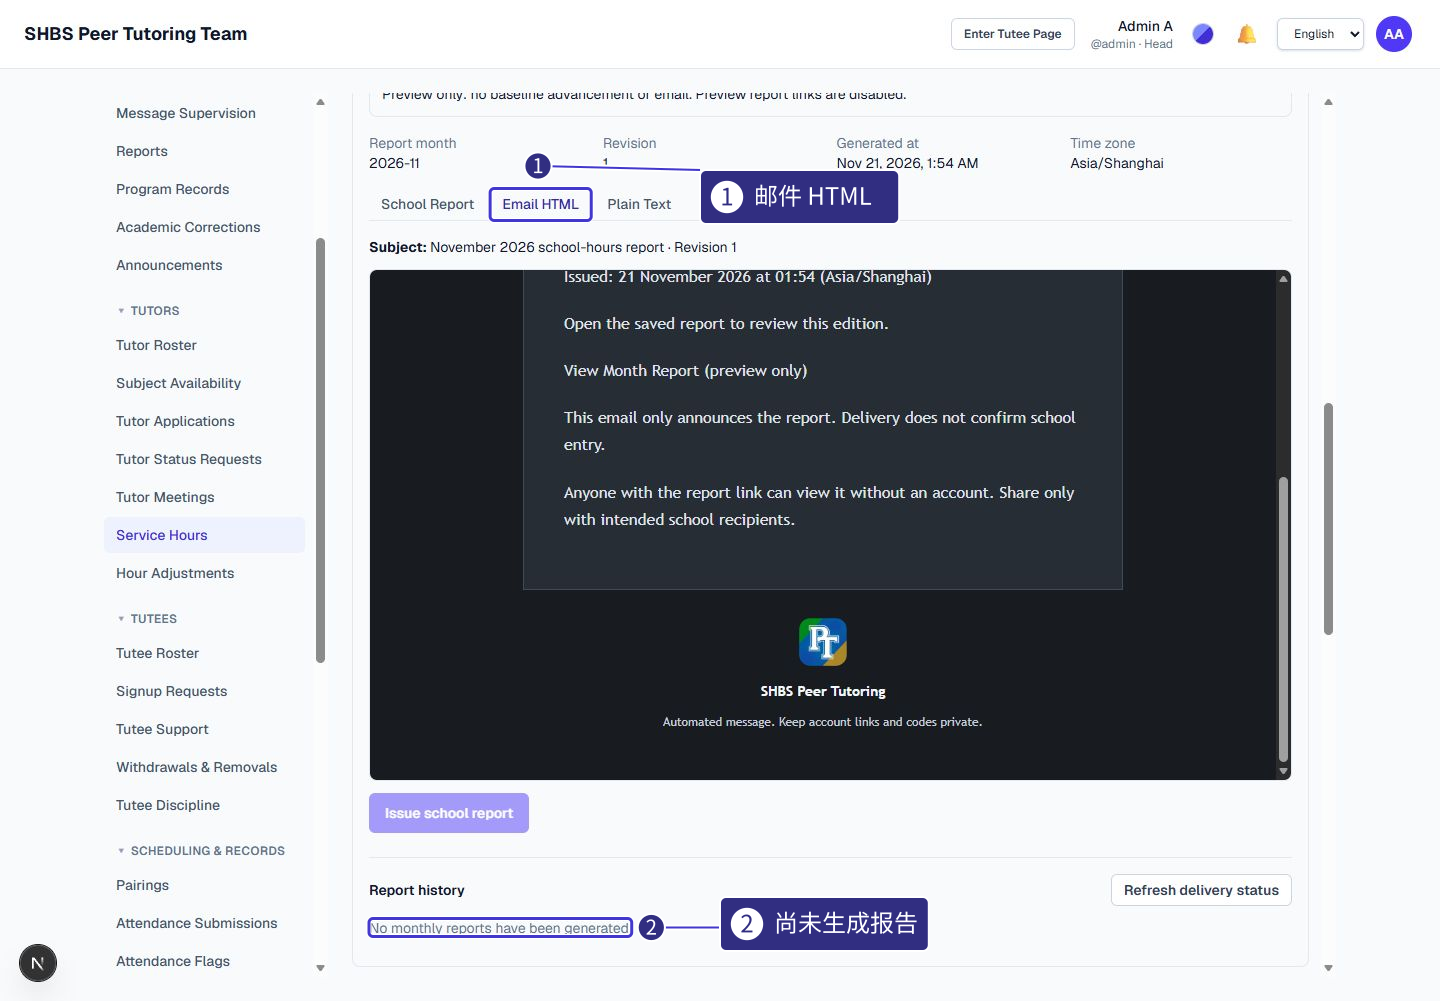 SHBS Peer Tutoring Team
Enter Tutee Page
Admin A
@admin · Head
English
AA
Message Supervision
Reports
Program Records
Academic Corrections
Announcements
TUTORS
Tutor Roster
Subject Availability
Tutor Applications
Tutor Status Requests
Tutor Meetings
Service Hours
Hour Adjustments
TUTEES
Tutee Roster
Signup Requests
Tutee Support
Withdrawals & Removals
Tutee Discipline
SCHEDULING & RECORDS
Pairings
Attendance Submissions
Attendance Flags
N
Preview only: no baseline advancement or email. Preview report links are disabled.
Report month
2026-11
Revision
1
Generated at
Nov 21, 2026, 1:54 AM
Time zone
Asia/Shanghai
1
1 邮件 HTML
School Report
Email HTML
Plain Text
Subject: November 2026 school-hours report · Revision 1
Issued: 21 November 2026 at 01:54 (Asia/Shanghai)
Open the saved report to review this edition.
View Month Report (preview only)
This email only announces the report. Delivery does not confirm school
entry.
Anyone with the report link can view it without an account. Share only
with intended school recipients.
PT
SHBS Peer Tutoring
Automated message. Keep account links and codes private.
Issue school report
Report history
Refresh delivery status
No monthly reports have been generated
2
2 尚未生成报告